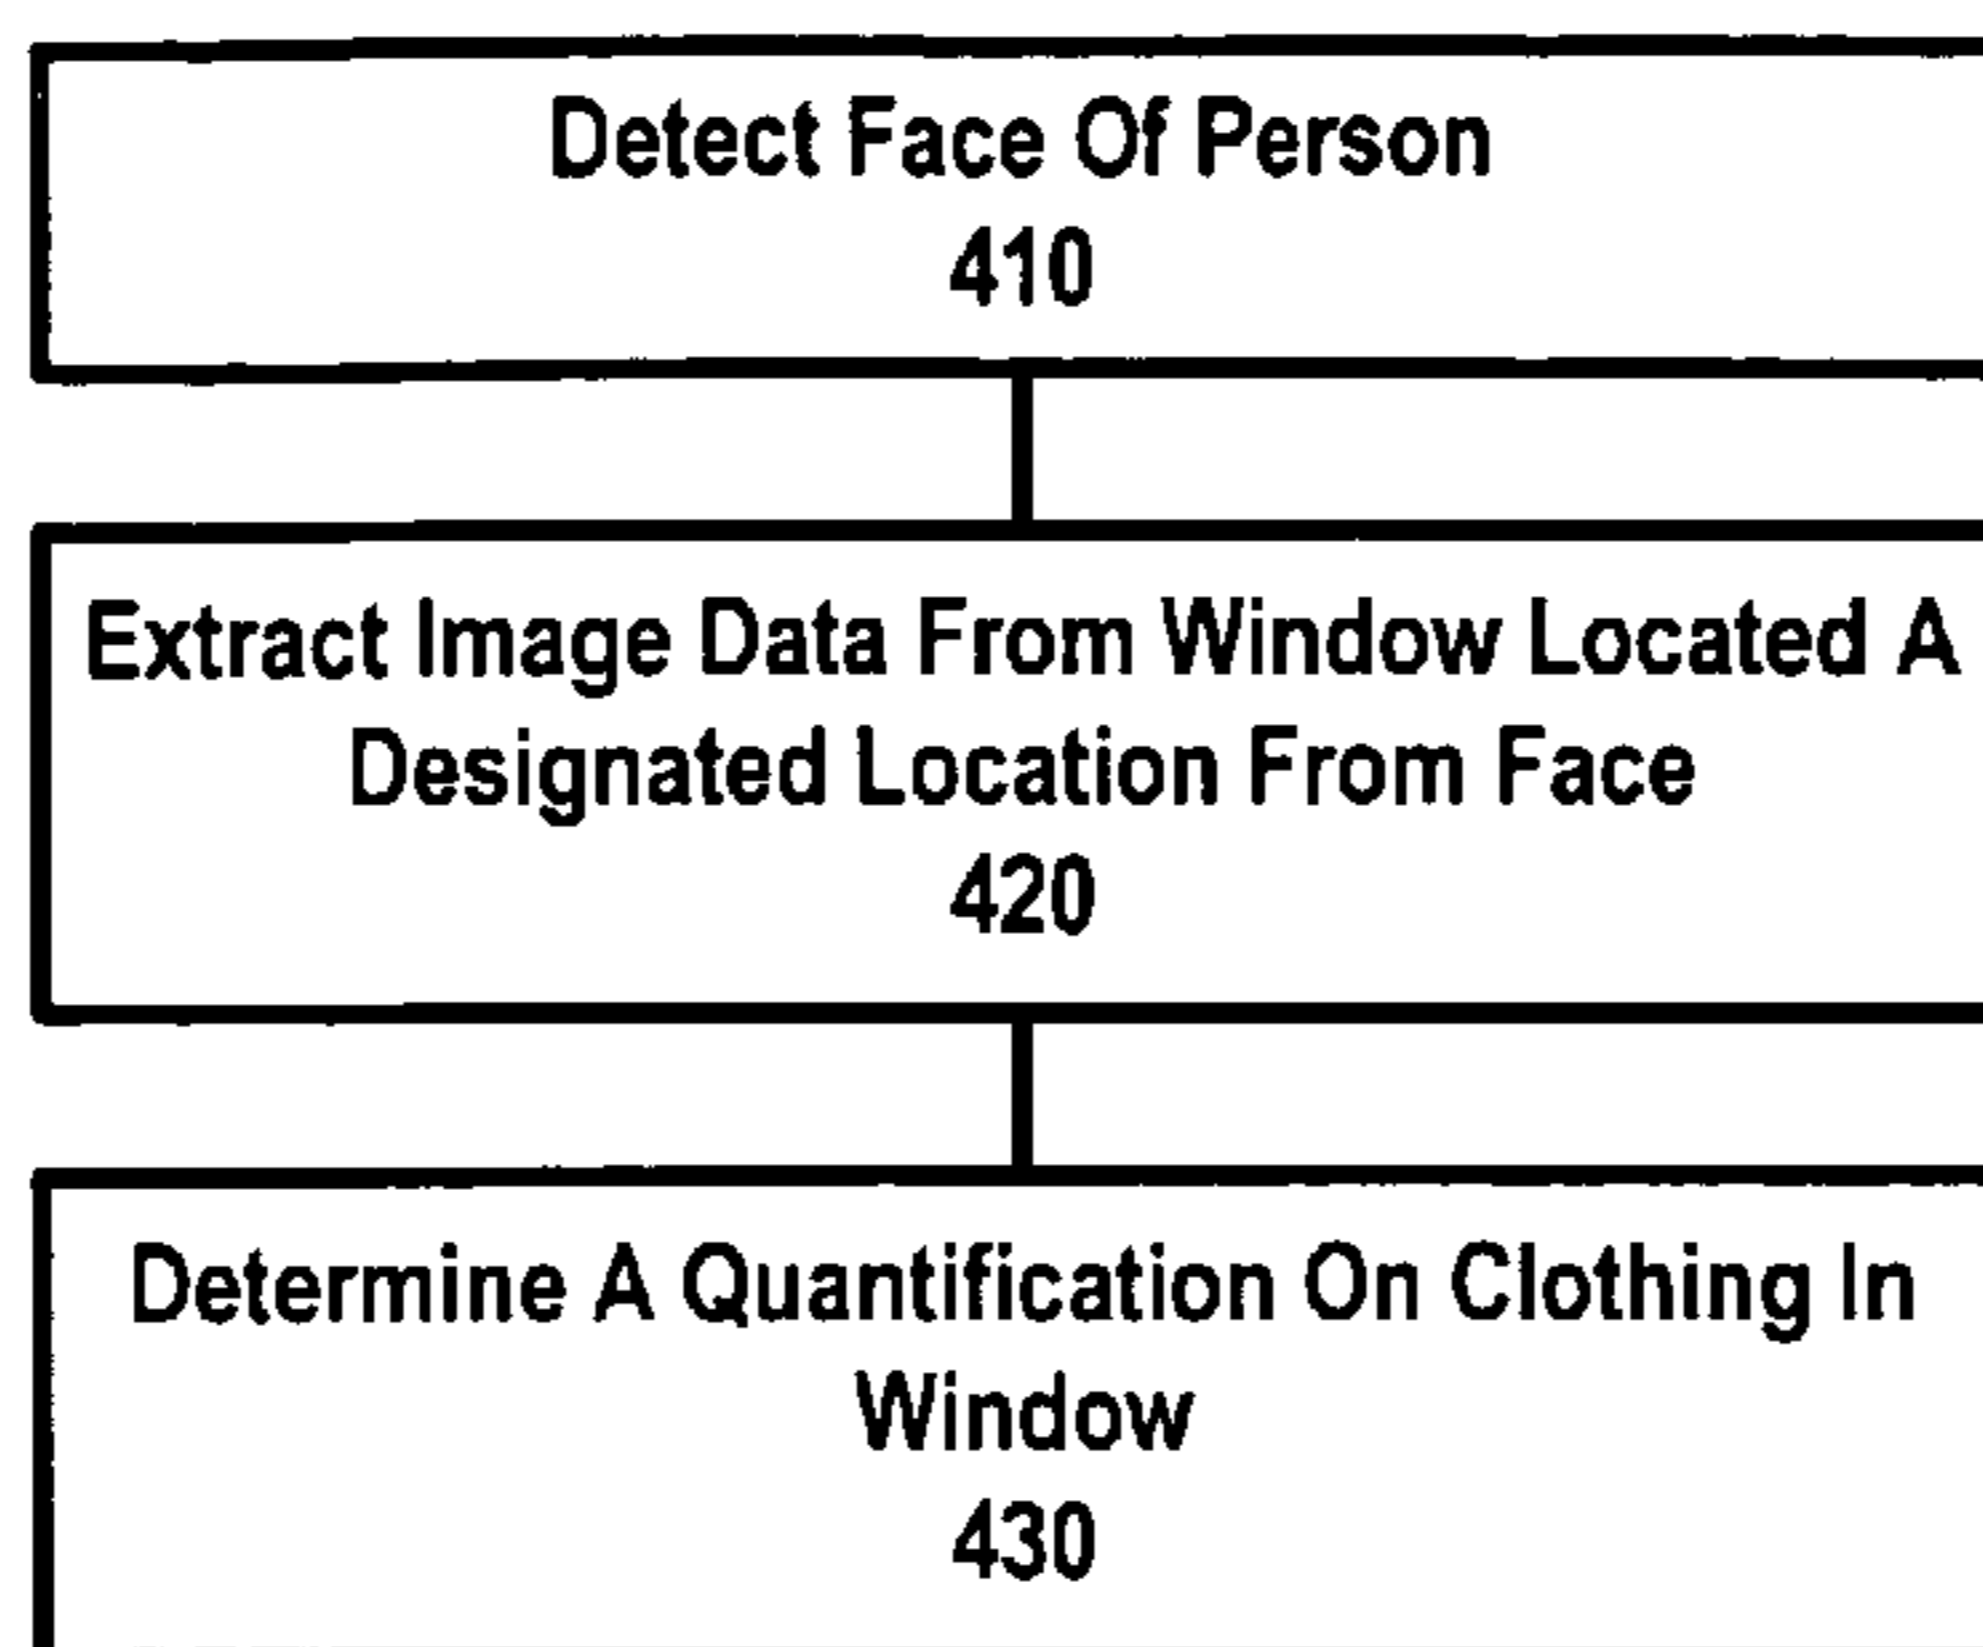 Detect Face Of Person
410
Extract Image Data From Window Located A
Designated Location From Face
420
Determine A Quantification On Clothing In
Window
430